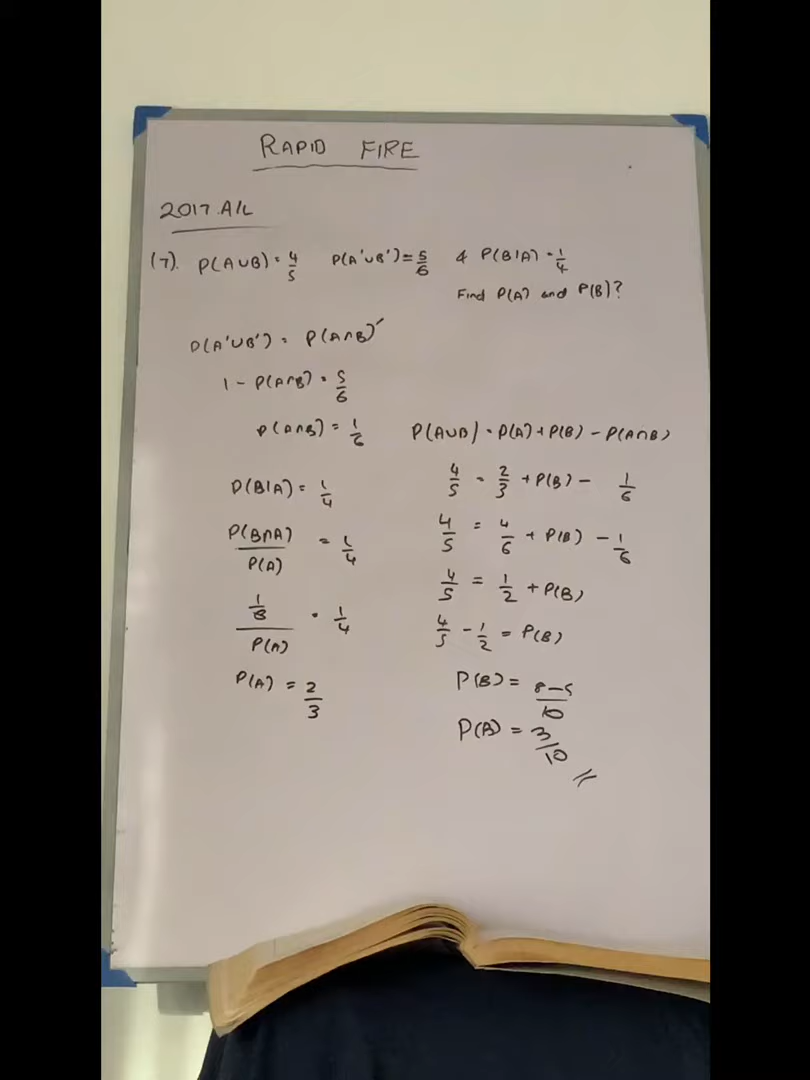 RAPID FIRE
2017 A/L
(7). P(A∪B) = 4/5 P(A'∪B') = 5/6 & P(B|A) = 1/4
Find P(A) and P(B)?
P(A'∪B') = P(A∩B)'
1 - P(A∩B) = 5/6
P(A∩B) = 1/6
P(B|A) = 1/4
P(B∩A)/P(A) = 1/4
1/6/P(A) = 1/4
P(A) = 2/3
P(A∪B) = P(A) + P(B) - P(A∩B)
4/5 = 2/3 + P(B) - 1/6
4/5 = 4/6 + P(B) - 1/6
4/5 = 1/2 + P(B)
4/5 - 1/2 = P(B)
P(B) = 8-5/10
P(B) = 3/10 //